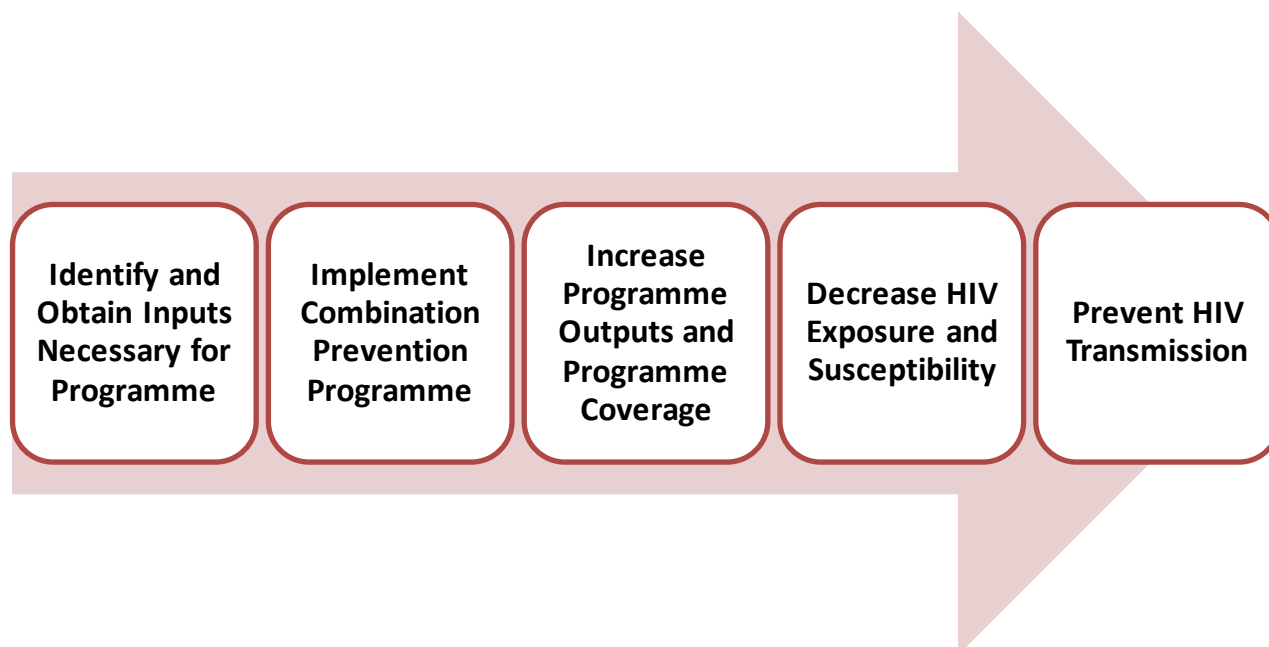 Identify and
Obtain Inputs
Necessary for
Programme
Implement
Combination
Prevention
Programme
Increase
Programme
Outputs and
Programme
Coverage
Decrease HIV
Exposure and
Susceptibility
Prevent HIV
Transmission